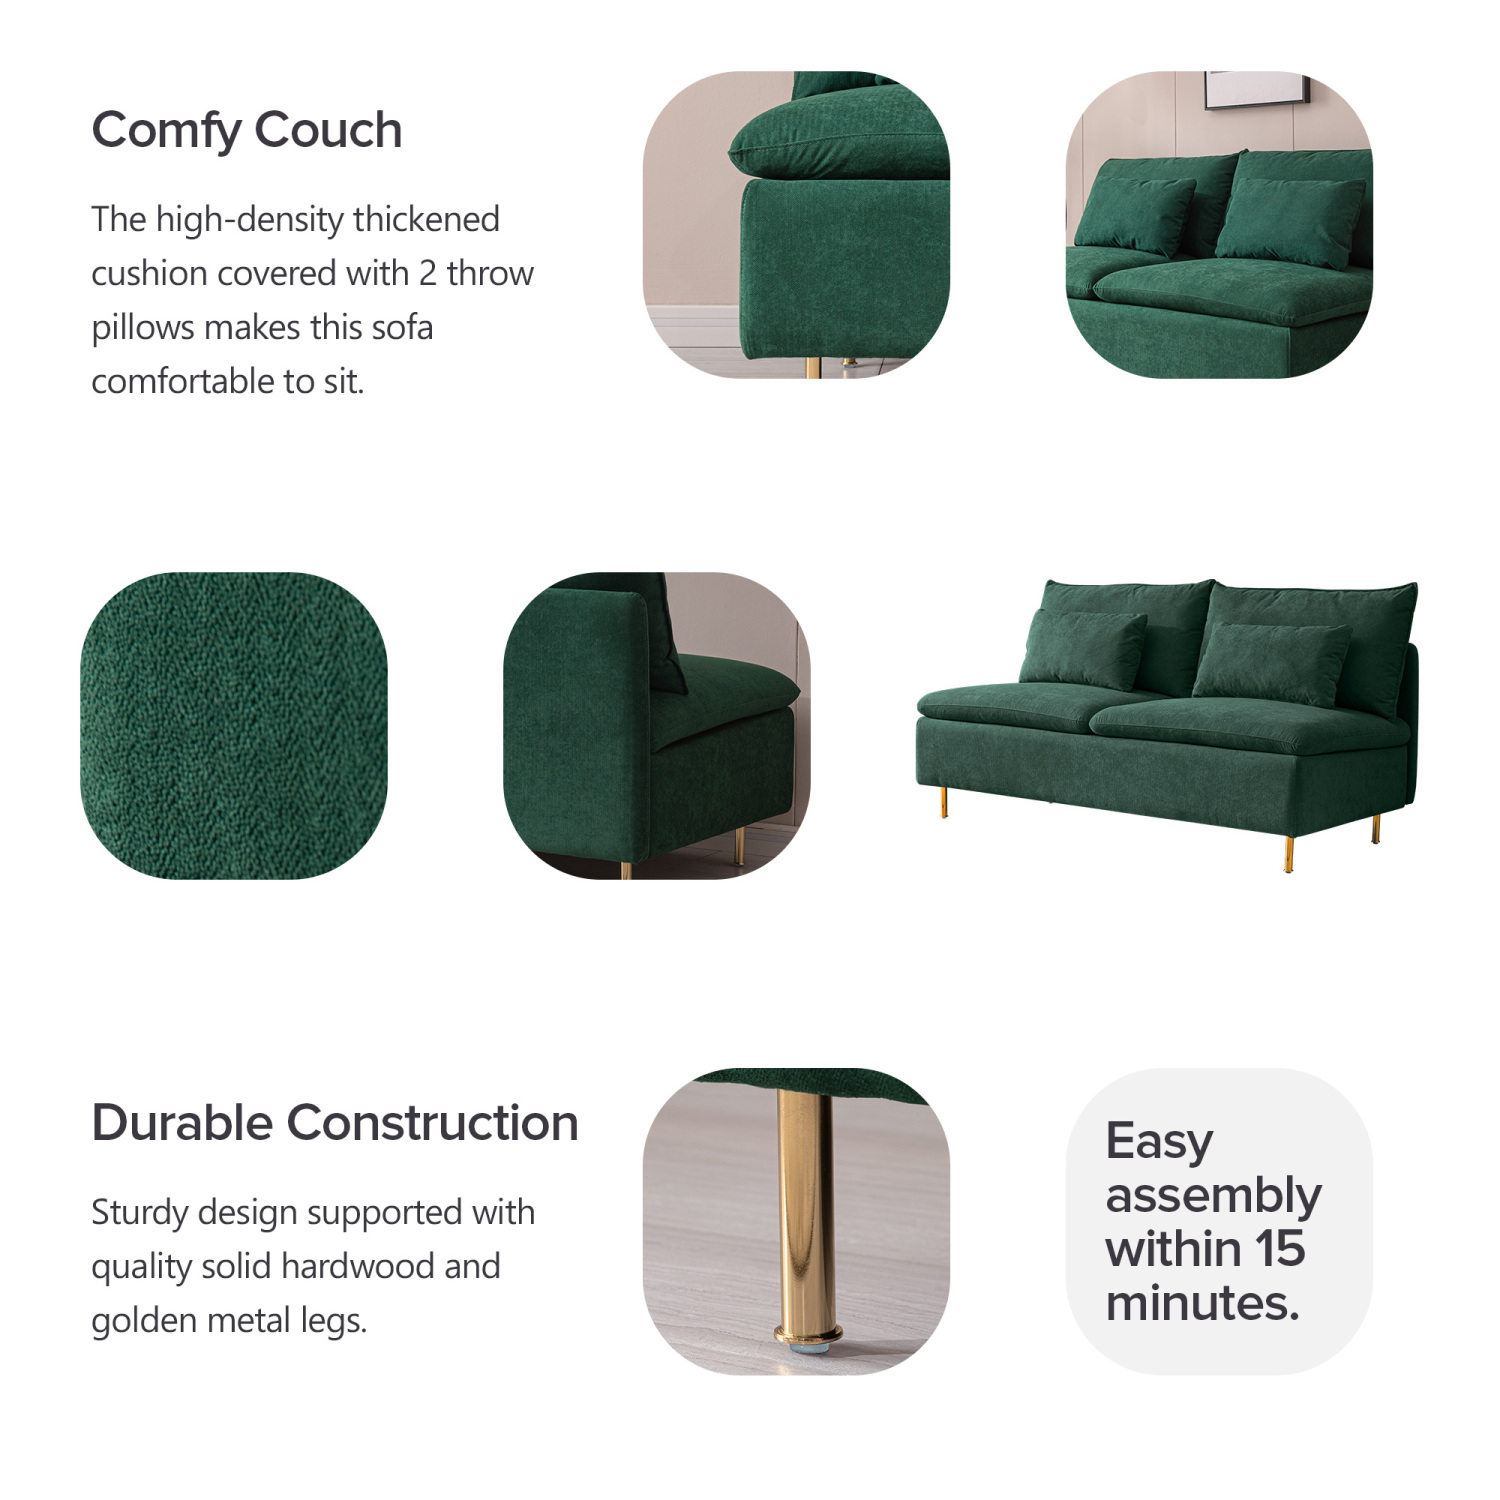 Comfy Couch
The high-density thickened
cushion covered with 2 throw
pillows makes this sofa
comfortable to sit.
Durable Construction
Sturdy design supported with
quality solid hardwood and
golden metal legs.
Easy
assembly
within 15
minutes.